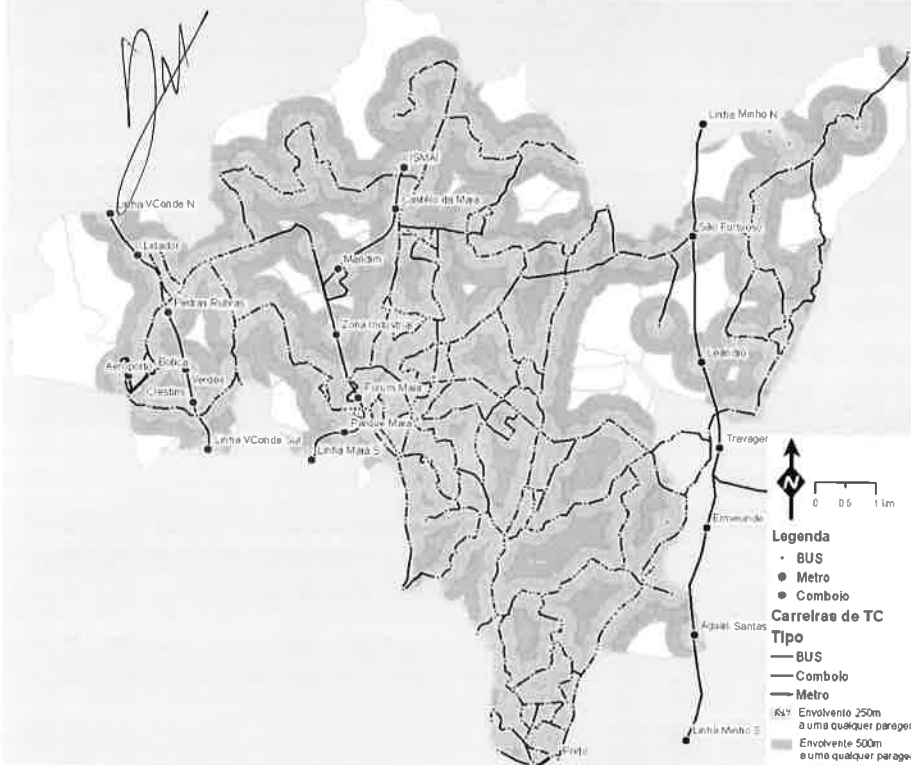 Linha Minho N
ISMAI
Castêlo da Maia
Linha VConde N
São Frutuoso
Lidador
Mandim
Pedras Rubras
Zona Industrial
Leandro
Aeroporto
Botica
Verdes
Crestins
Fórum Maia
Parque Maia
Linha VConde Sul
Linha Maia S
Travagem
N
0 0.5 1 km
Ermesinde
Legenda
BUS
Metro
Comboio
Carreiras de TC
Tipo
BUS
Comboio
Metro
Águas Santas
Envolvente 250m
a uma qualquer paragem
Envolvente 500m
a uma qualquer paragem
Linha Minho S